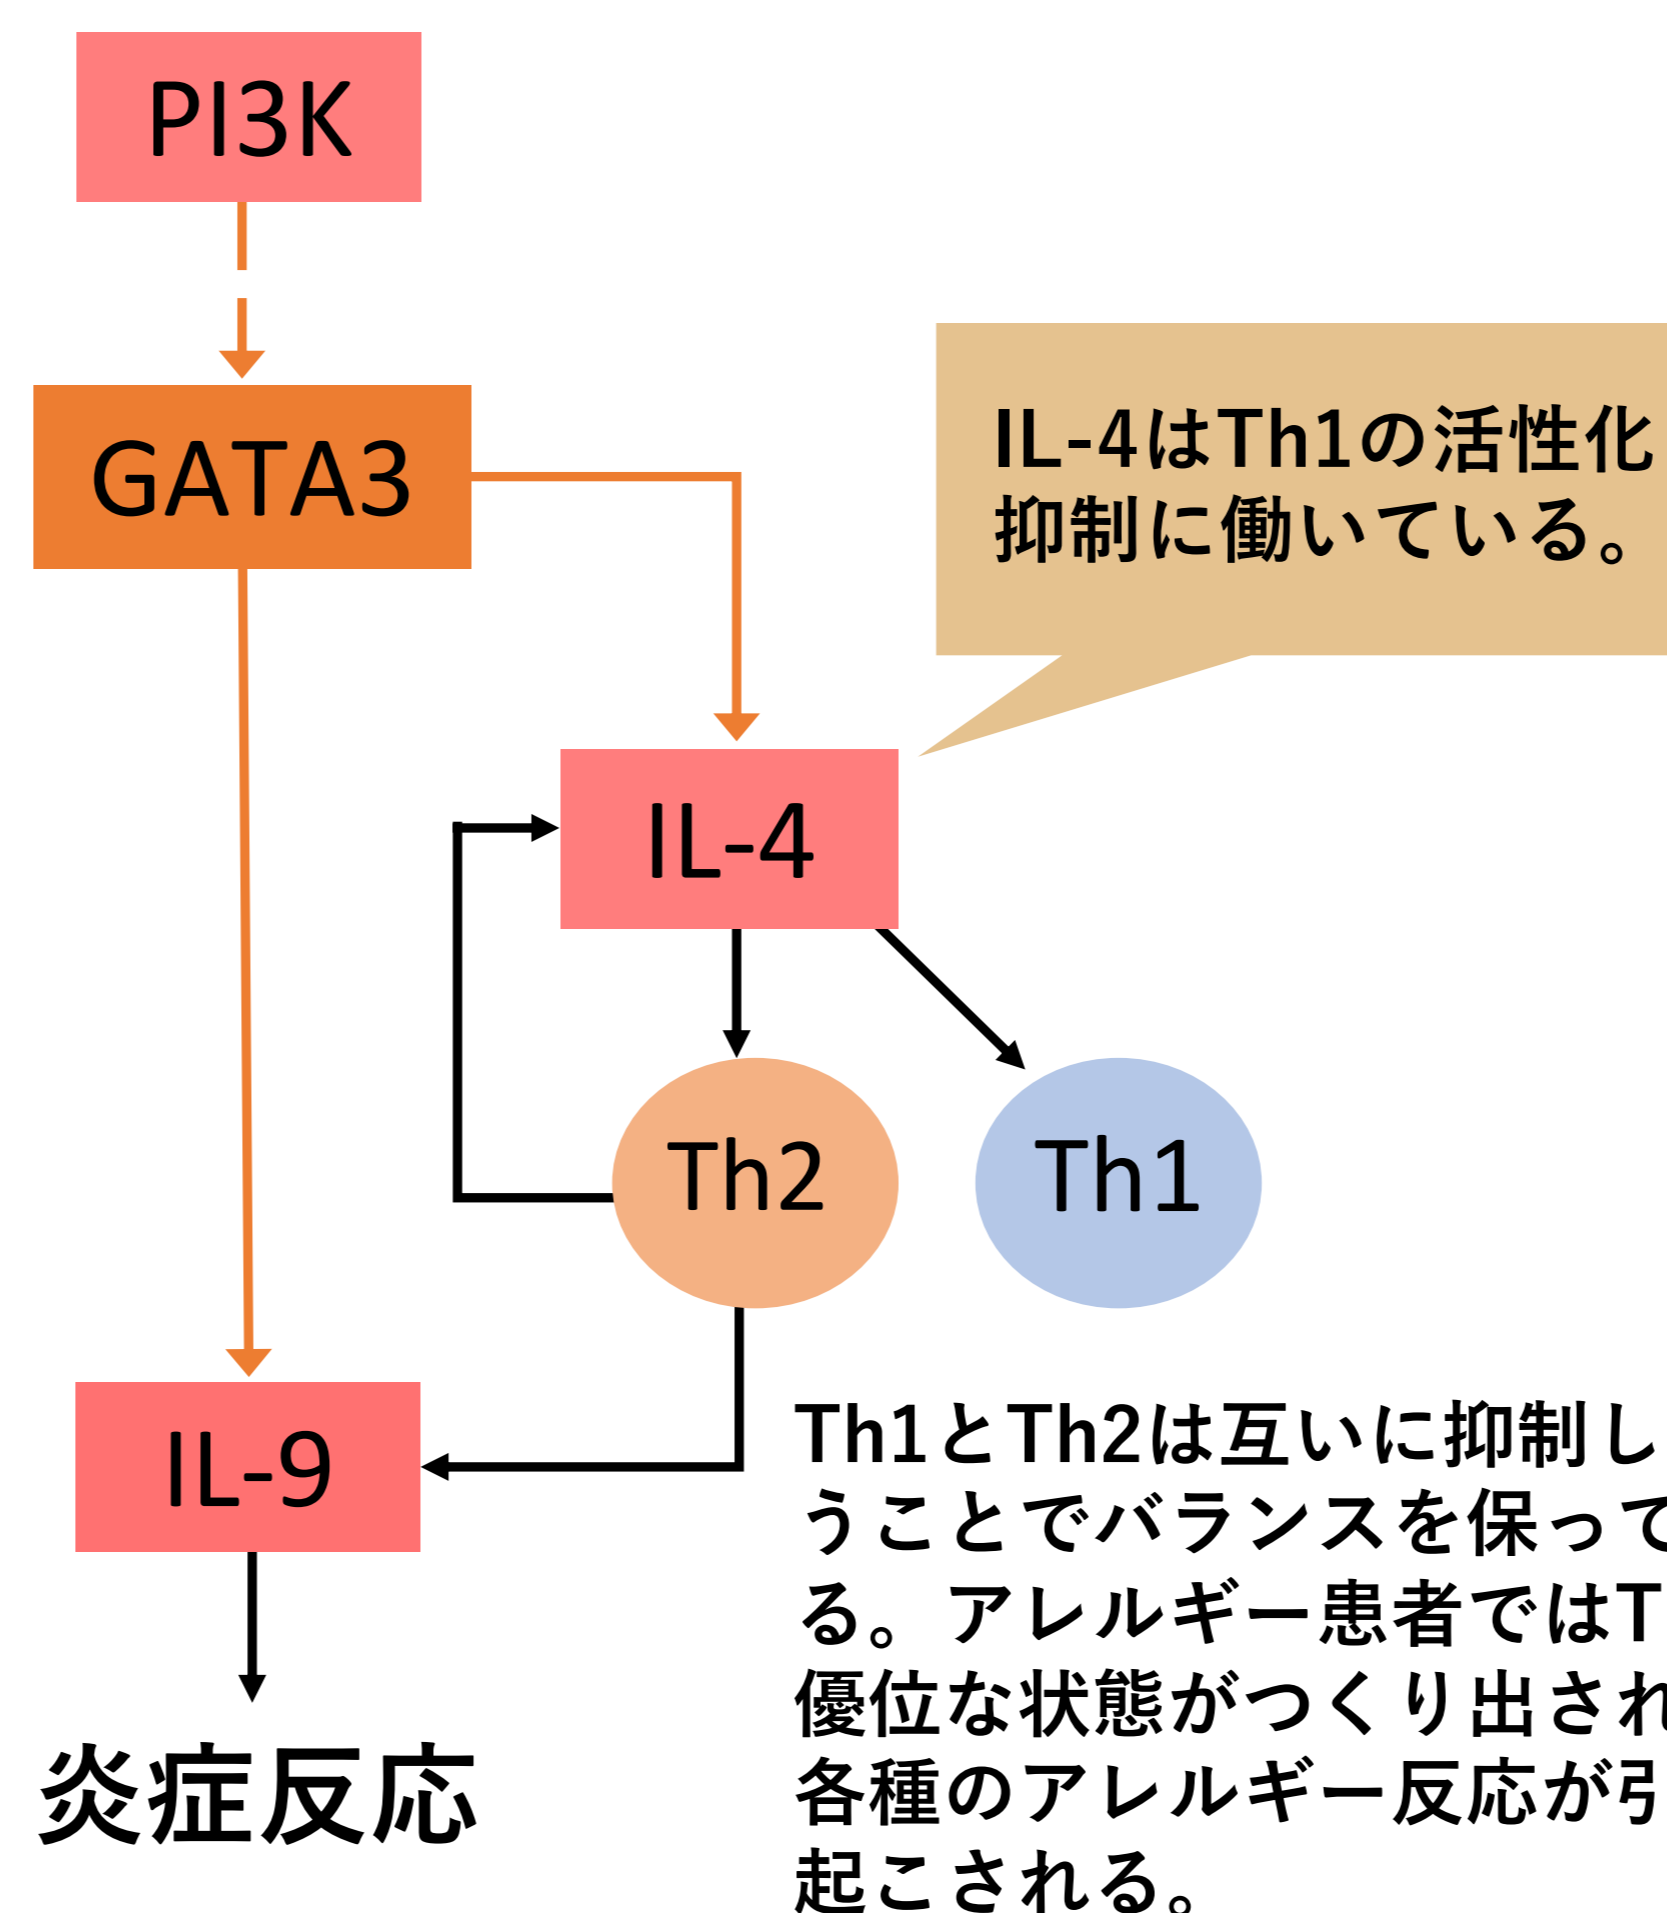 PI3K
GATA3
IL-4はTh1の活性化
抑制に働いている。
IL-4
Th2
Th1
IL-9
Th1とTh2は互いに抑制し
うことでバランスを保って
る。アレルギー患者ではT
優位な状態がつくり出され
各種のアレルギー反応が引
起こされる。
炎症反応